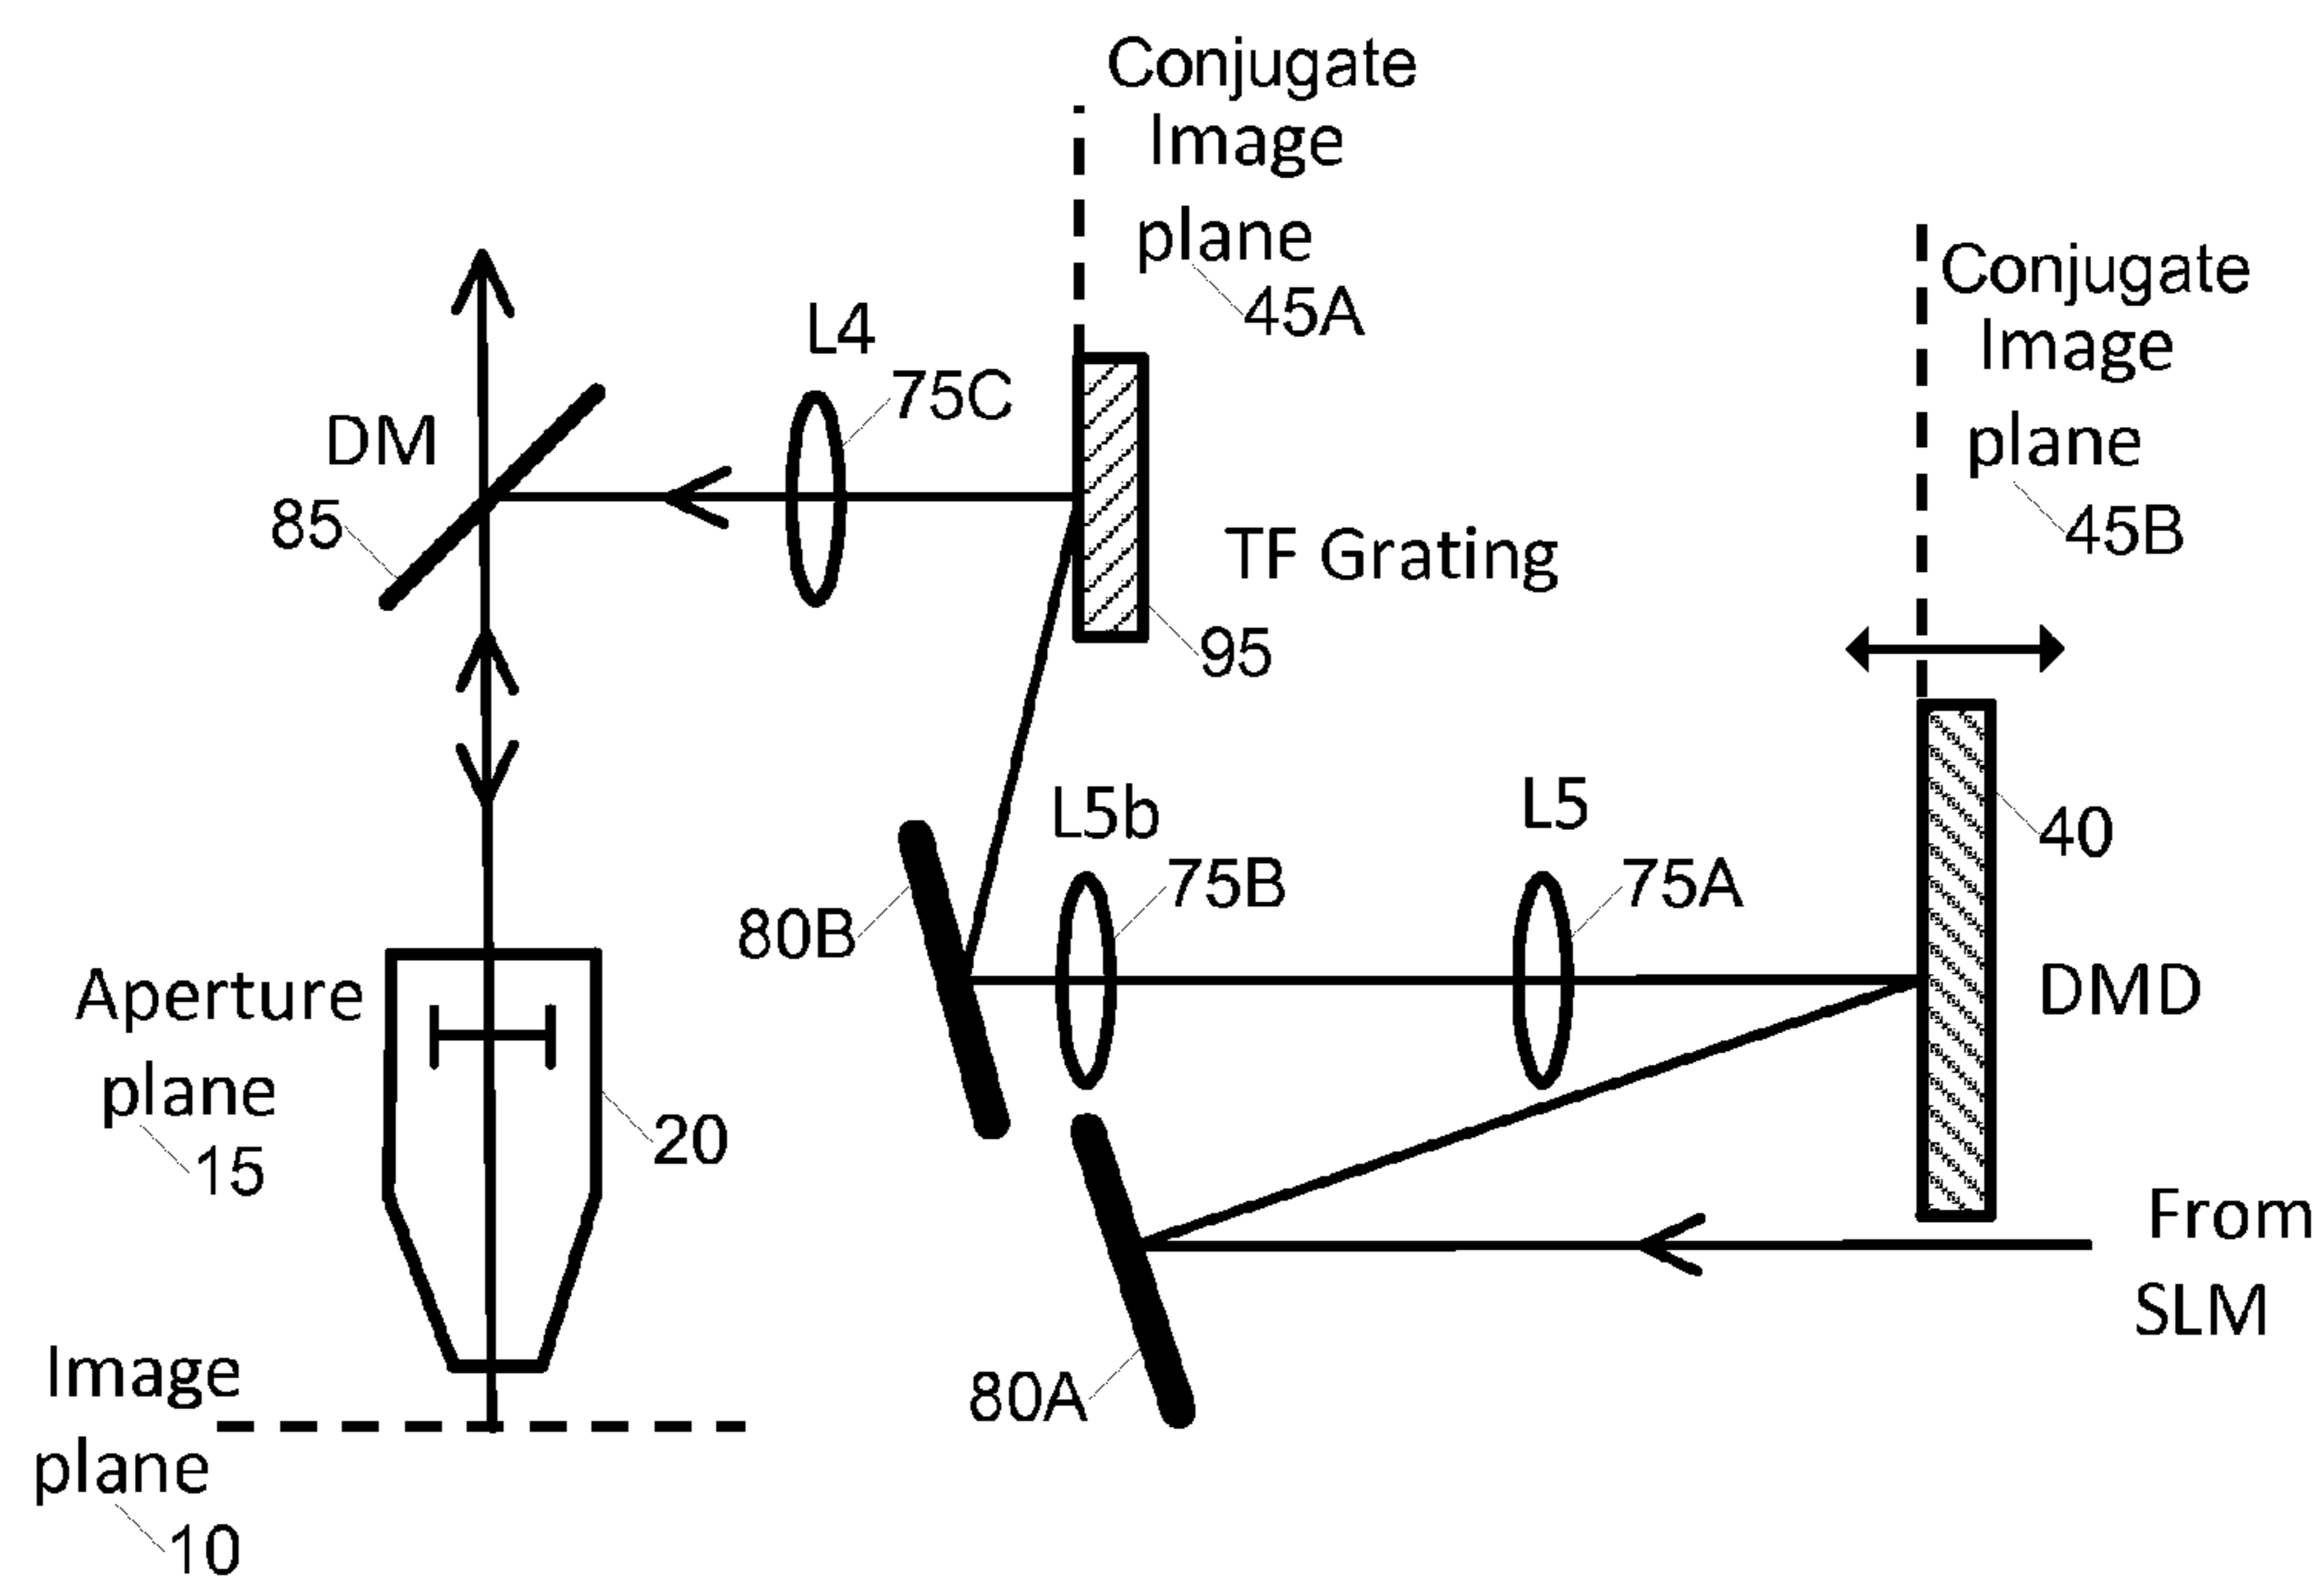 Conjugate
Image
plane
45A
Conjugate
Image
plane
45B
L4
75C
DM
85
TF Grating
95
L5b
75B
L5
75A
40
80B
DMD
Aperture
plane
15
20
From
SLM
80A
Image
plane
10